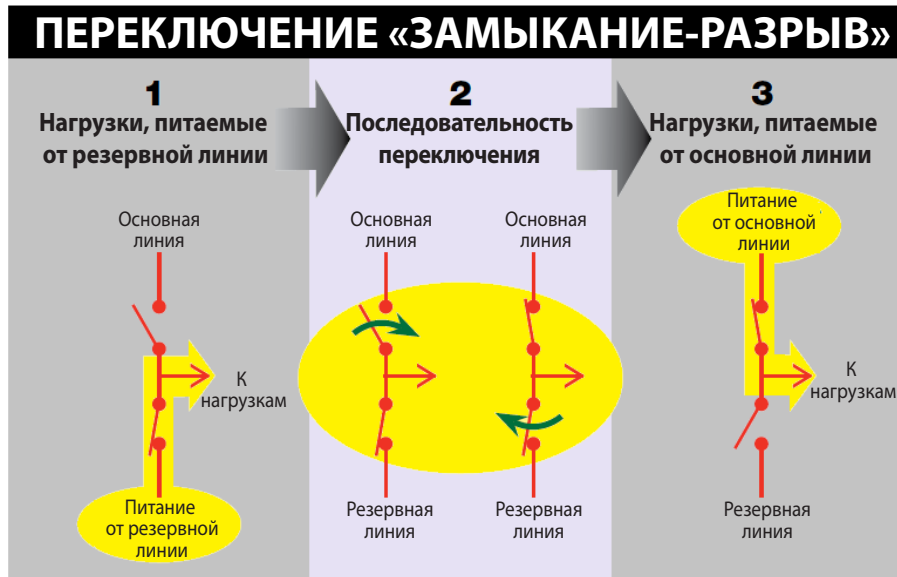 ПЕРЕКЛЮЧЕНИЕ «ЗАМЫКАНИЕ-РАЗРЫВ»
1
Нагрузки, питаемые
от резервной линии
Основная
линия
К
нагрузкам
Питание
от резервной
линии
2
Последовательность
переключения
Основная
линия
Основная
линия
Резервная
линия
Резервная
линия
3
Нагрузки, питаемые
от основной линии
Питание
от основной
линии
К
нагрузкам
Резервная
линия